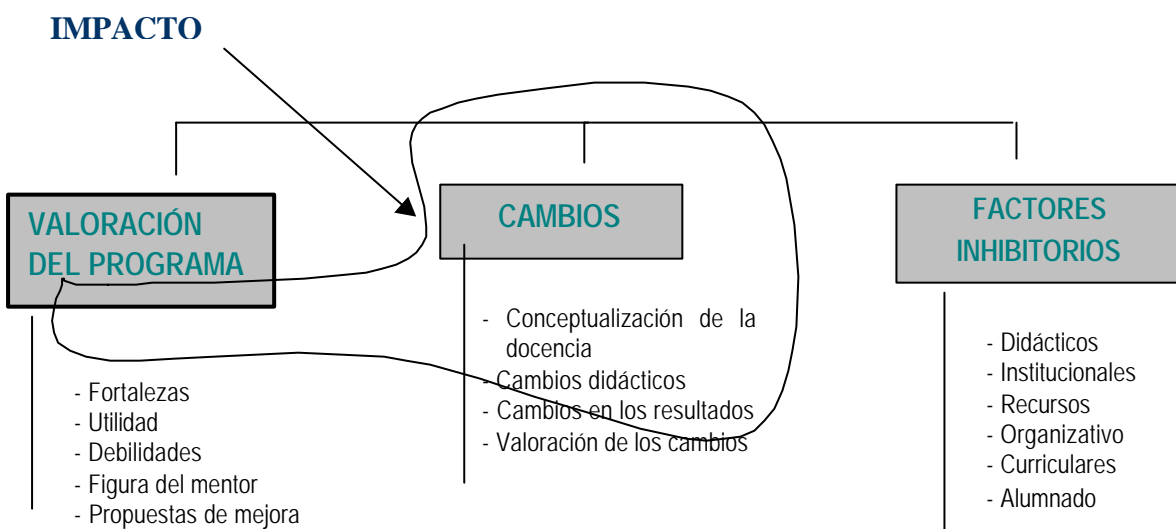 IMPACTO
VALORACIÓN
DEL PROGRAMA
- Fortalezas
- Utilidad
- Debilidades
- Figura del mentor
- Propuestas de mejora
CAMBIOS
- Conceptualización de la
docencia
- Cambios didácticos
- Cambios en los resultados
- Valoración de los cambios
FACTORES
INHIBITORIOS
- Didácticos
- Institucionales
- Recursos
- Organizativo
- Curriculares
- Alumnado